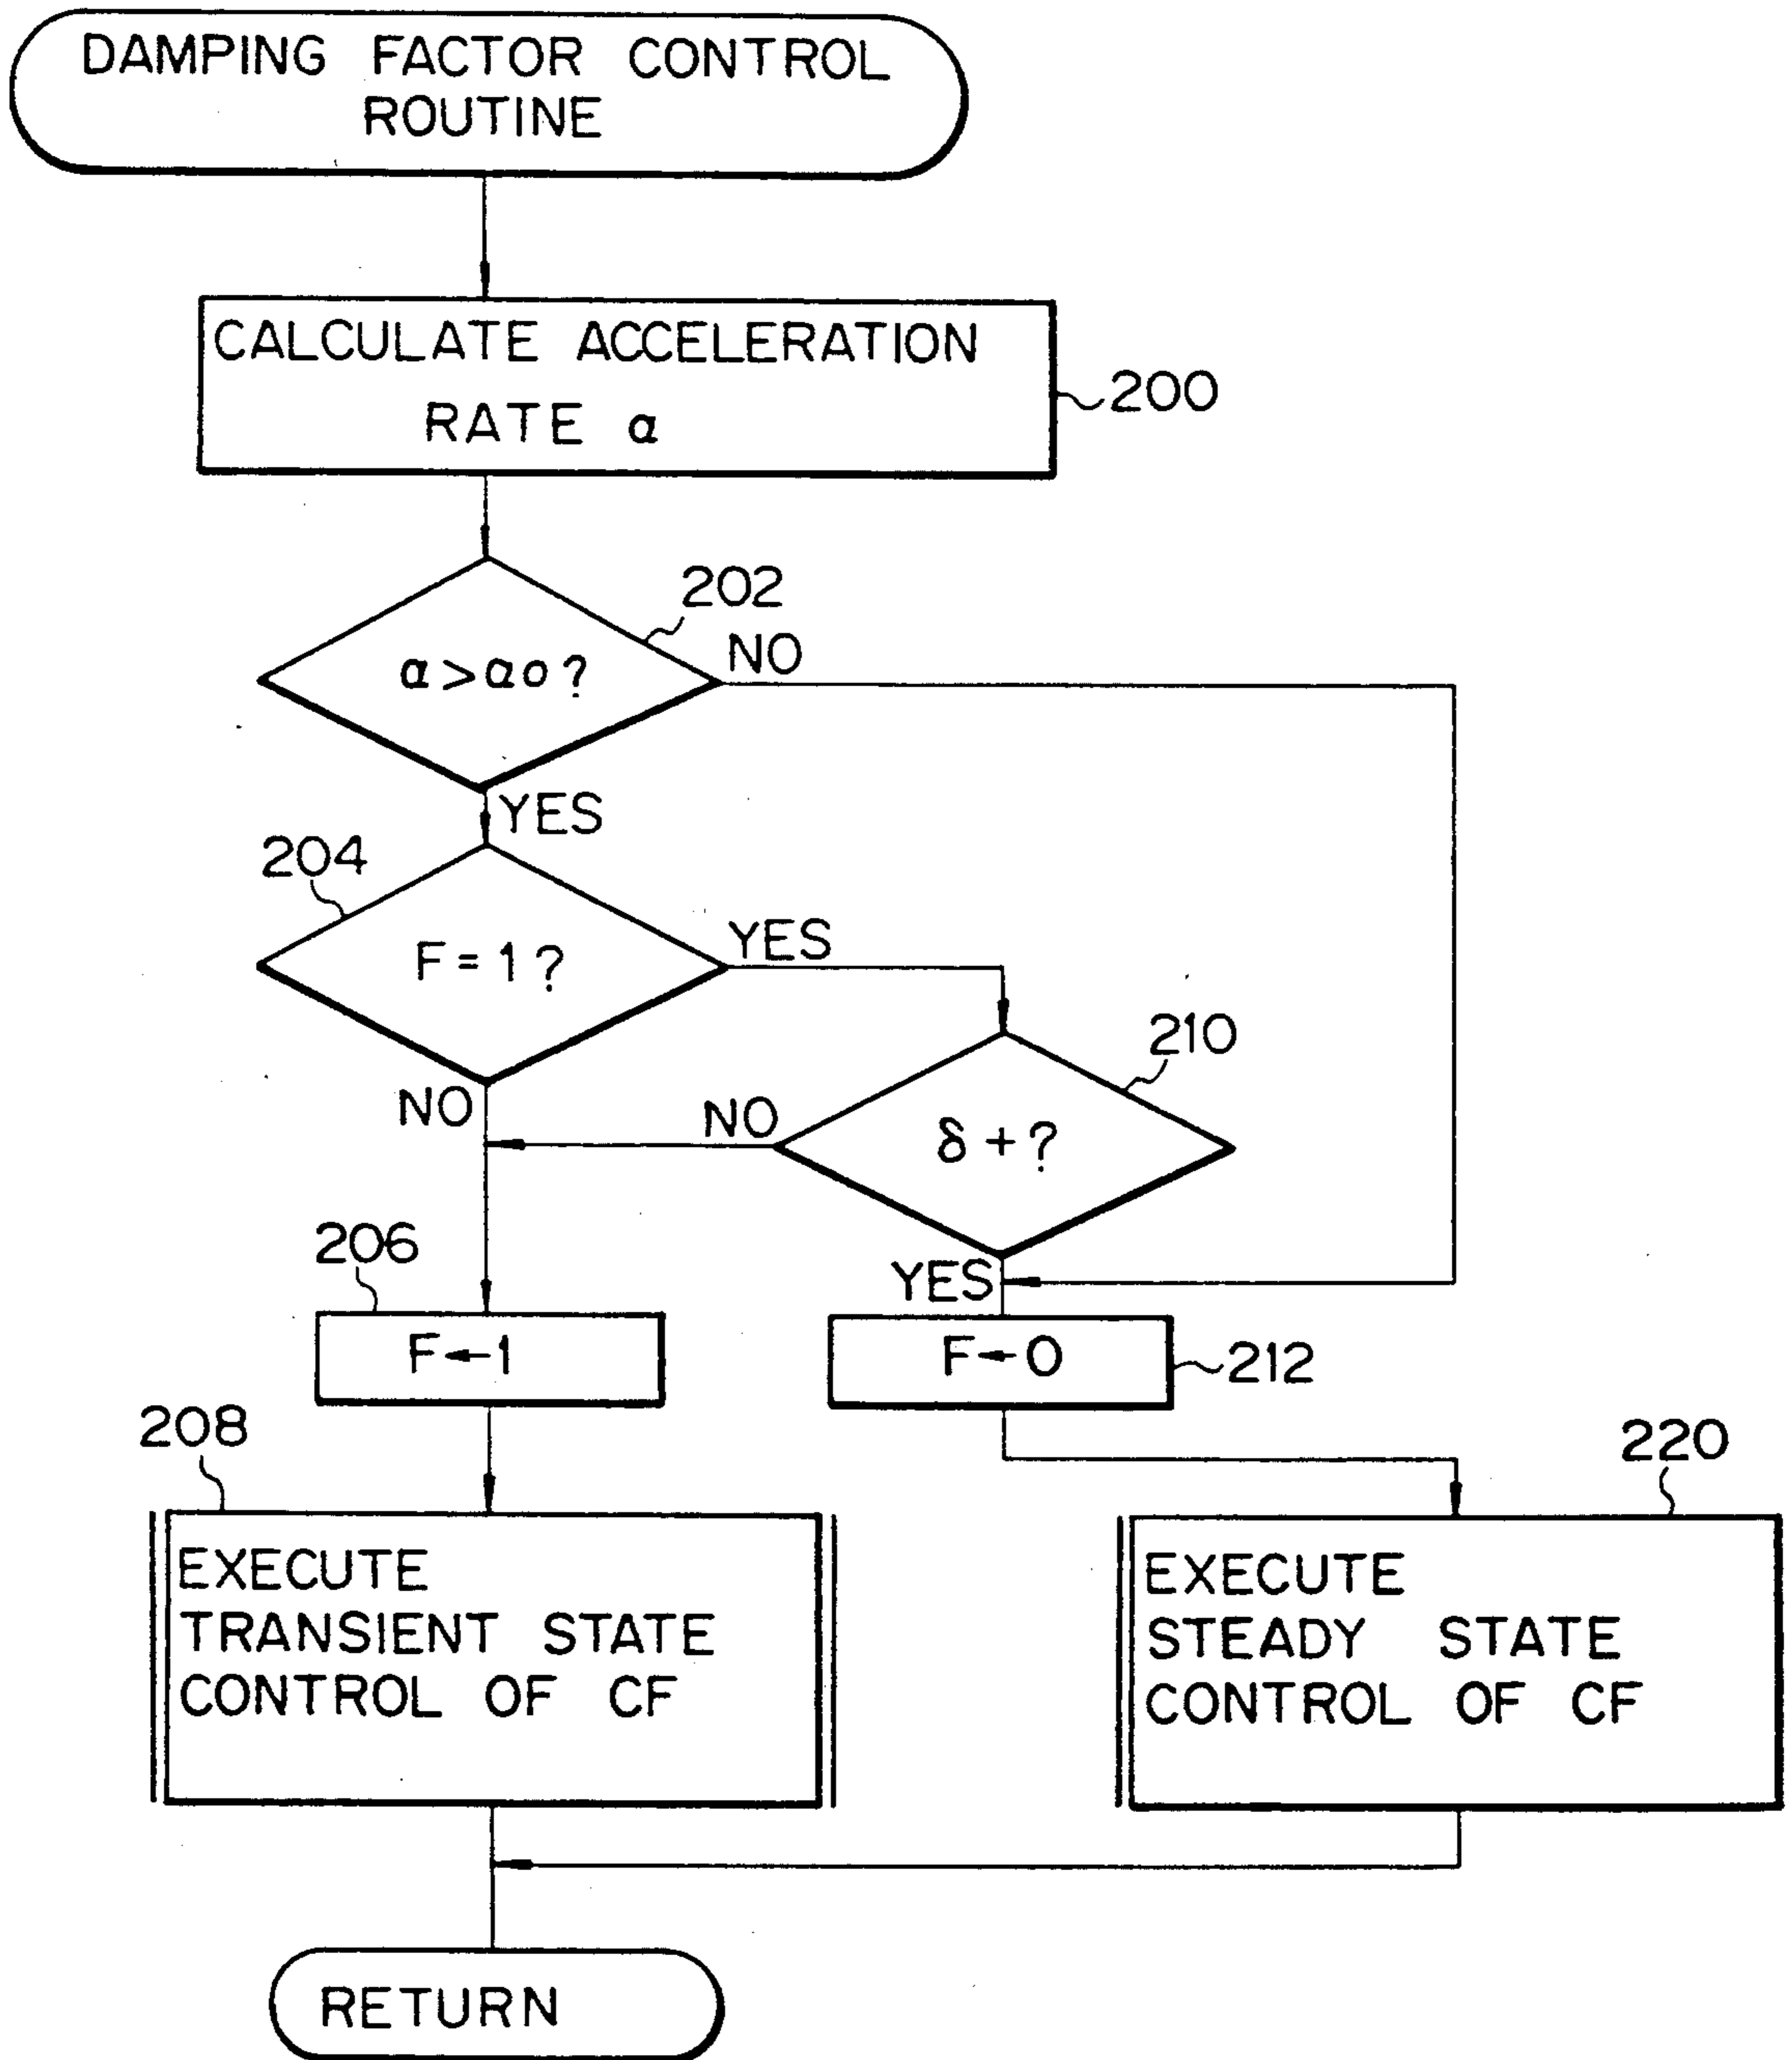 DAMPING FACTOR CONTROL
ROUTINE
CALCULATE ACCELERATION
RATE α
200
202
α>αo?
NO
YES
204
F=1?
YES
210
NO
NO
δ+?
206
YES
F←1
F←0
212
208
220
EXECUTE
TRANSIENT STATE
CONTROL OF CF
EXECUTE
STEADY STATE
CONTROL OF CF
RETURN